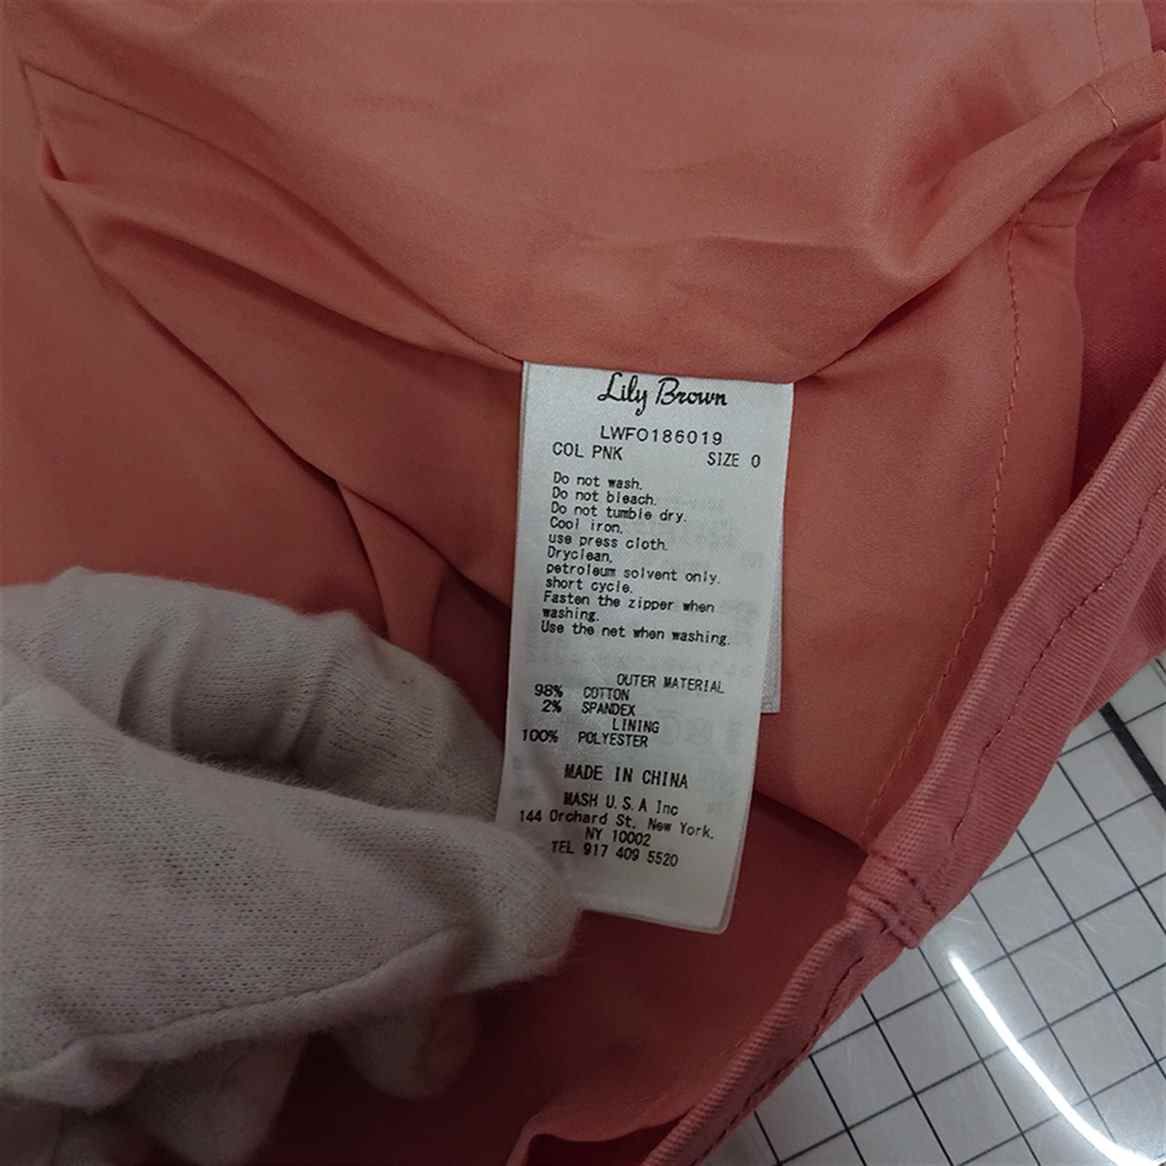 Lily Brown
LWFO186019
COL PNK SIZE 0
Do not wash.
Do not bleach.
Do not tumble dry.
Cool iron,
use press cloth.
Dryclean,
petroleum solvent only.
short cycle.
Fasten the zipper when
washing.
Use the net when washing.
OUTER MATERIAL
98% COTTON
2% SPANDEX
LINING
100% POLYESTER
MADE IN CHINA
MASH U.S.A Inc
144 Orchard St. New York.
NY 10002
TEL 917 409 5520